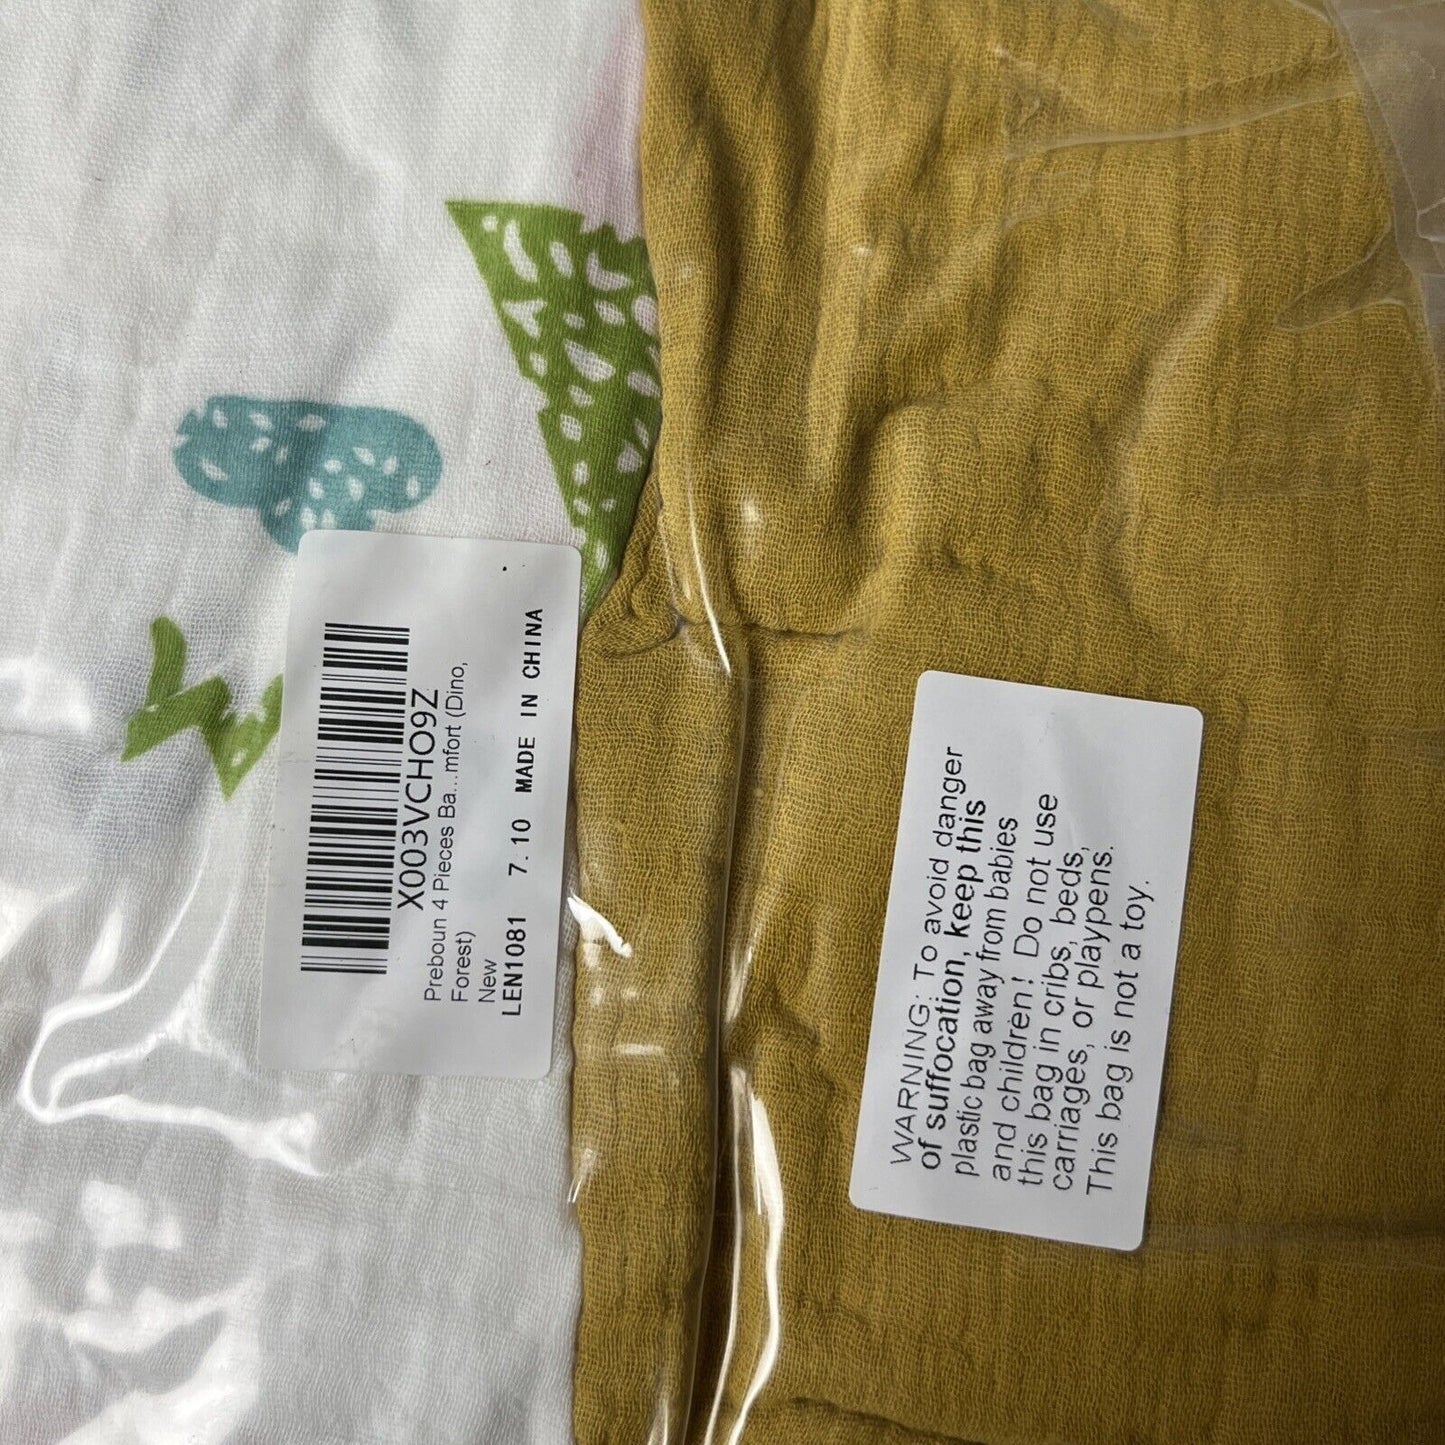 X003VCHO9Z
Preboun 4 Pieces Ba...mfort (Dino,
Forest)
New
LEN1081 7.10 MADE IN CHINA
WARNING: To avoid danger
of suffocation, keep this
plastic bag away from babies
and children! Do not use
this bag in cribs, beds,
carriages, or playpens.
This bag is not a toy.